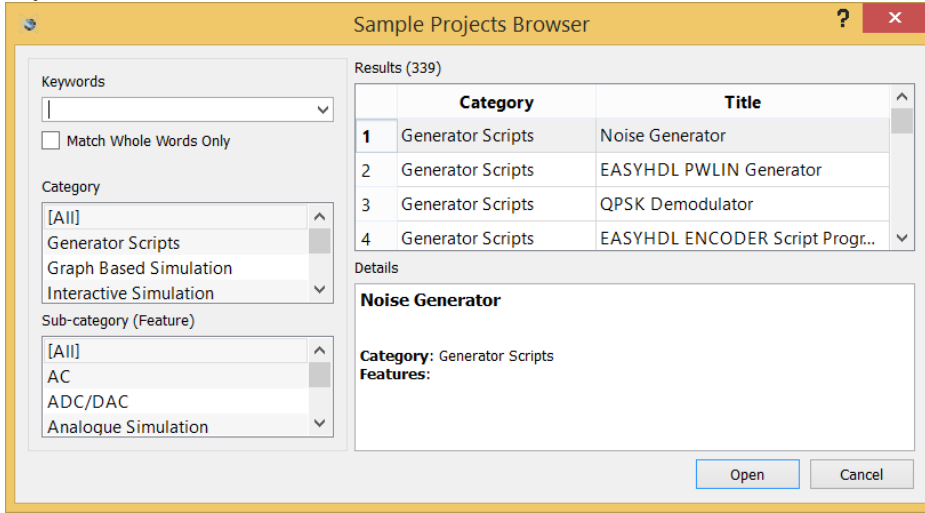 Sample Projects Browser
?
×
Keywords
Match Whole Words Only
Category
[All]
Generator Scripts
Graph Based Simulation
Interactive Simulation
Sub-category (Feature)
[All]
AC
ADC/DAC
Analogue Simulation
Results (339)
Category Title
1 Generator Scripts Noise Generator
2 Generator Scripts EASYHDL PWLIN Generator
3 Generator Scripts QPSK Demodulator
4 Generator Scripts EASYHDL ENCODER Script Progr...
Details
Noise Generator
Category: Generator Scripts
Features:
Open Cancel